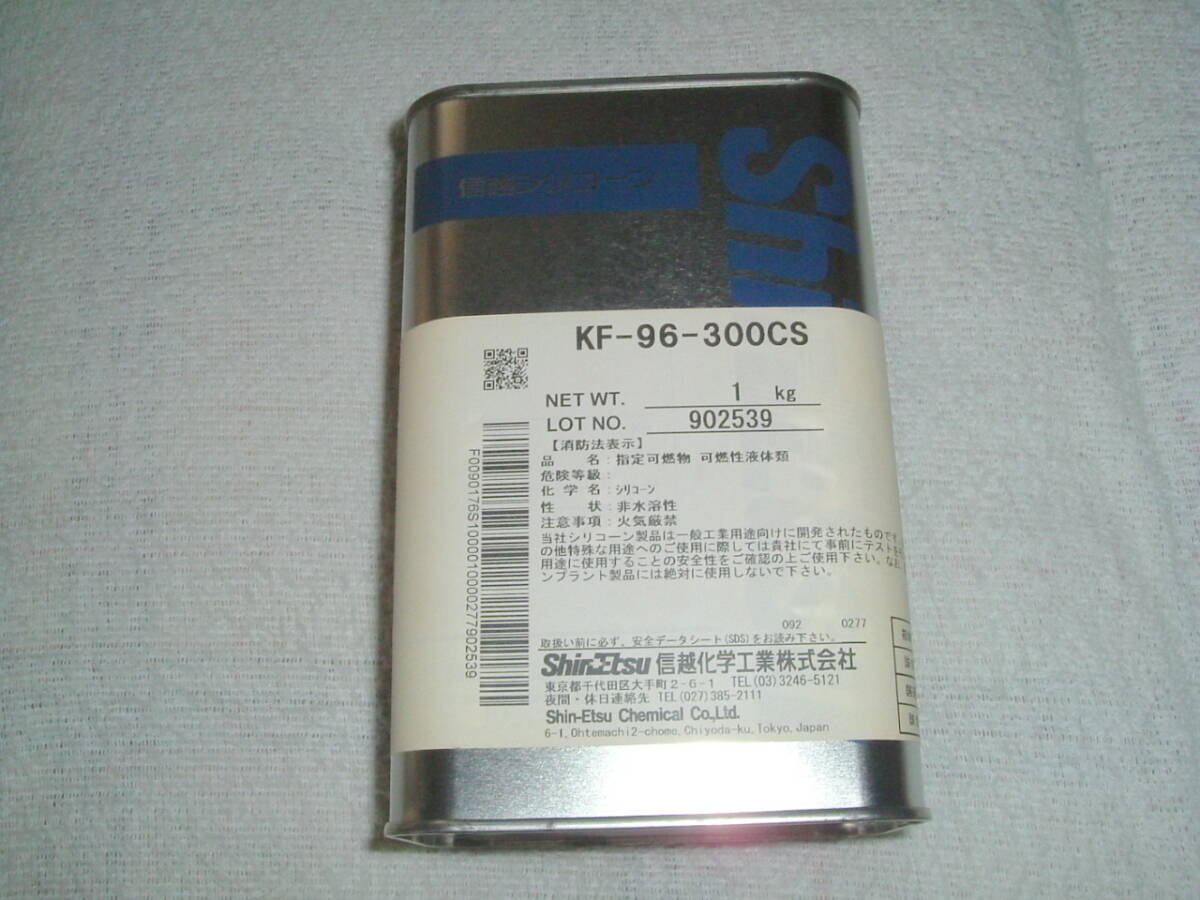 信越シリコーン
Shi
KF-96-300CS
NET WT. 1 kg
LOT NO. 902539
【消防法表示】
品 名：指定可燃物 可燃性液体類
危険等級：
化学名：シリコーン
性 状：非水溶性
注意事項：火気厳禁
当社シリコーン製品は一般工業用途向けに開発されたものです
の他特殊な用途へのご使用に際しては貴社にて事前にテストを
用途に使用することの安全性をご確認の上ご使用下さい。な
ンプラント製品には絶対に使用しないで下さい。
092 0277
取扱い前に必ず、安全データシート(SDS)をお読み下さい。
ShinEtsu 信越化学工業株式会社
東京都千代田区大手町2-6-1 TEL(03)3246-5121
夜間・休日連絡先 TEL(027)385-2111
Shin-Etsu Chemical Co.,Ltd.
6-1,Ohtemachi2-chome,Chiyoda-ku,Tokyo,Japan
F0090176S1000010000277902539